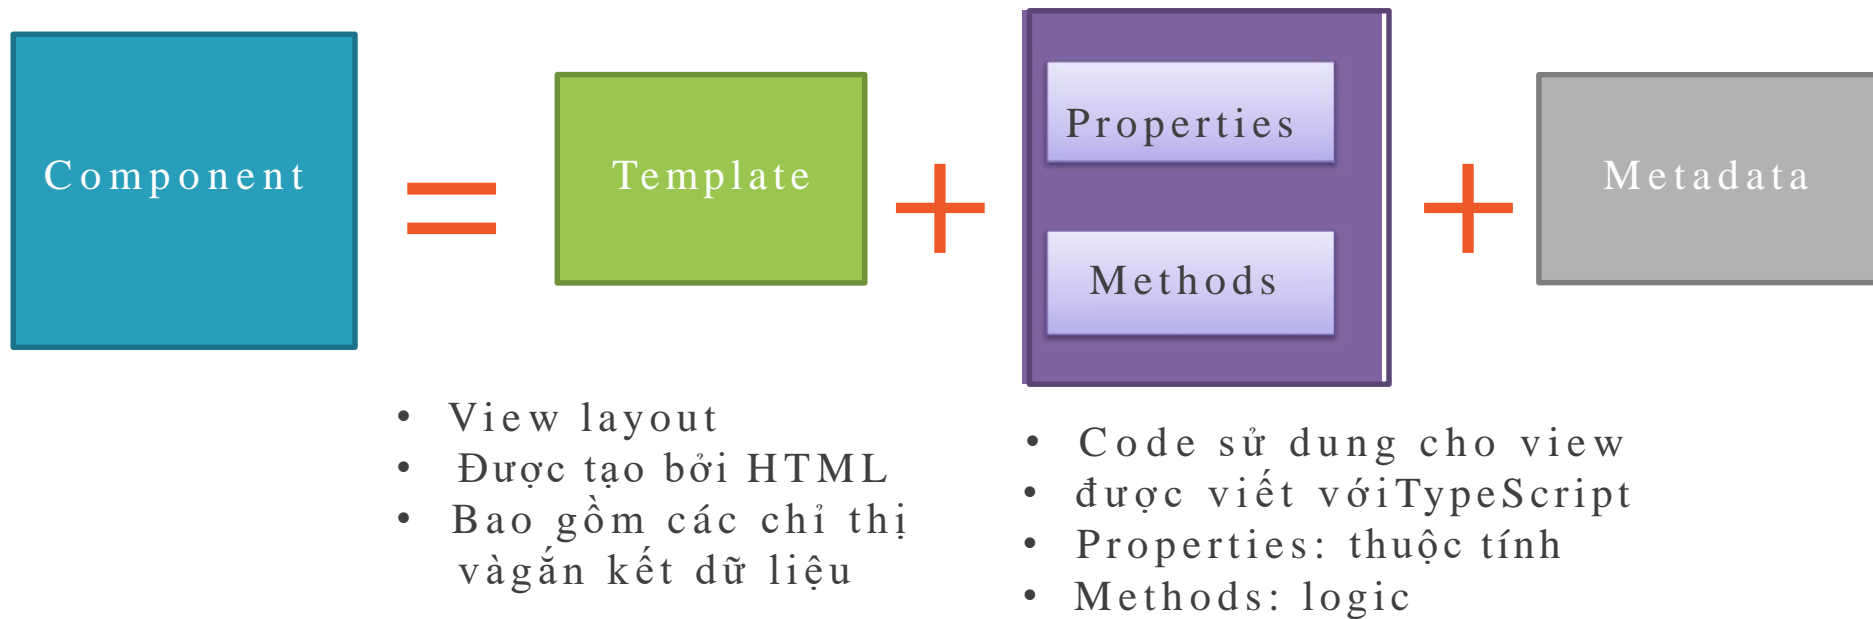 Component
=
Template
+
Properties
Methods
+
Metadata
• View layout
• Được tạo bởi HTML
• Bao gồm các chỉ thị
vàgắn kết dữ liệu
• Code sử dung cho view
• được viết vớiTypeScript
• Properties: thuộc tính
• Methods: logic